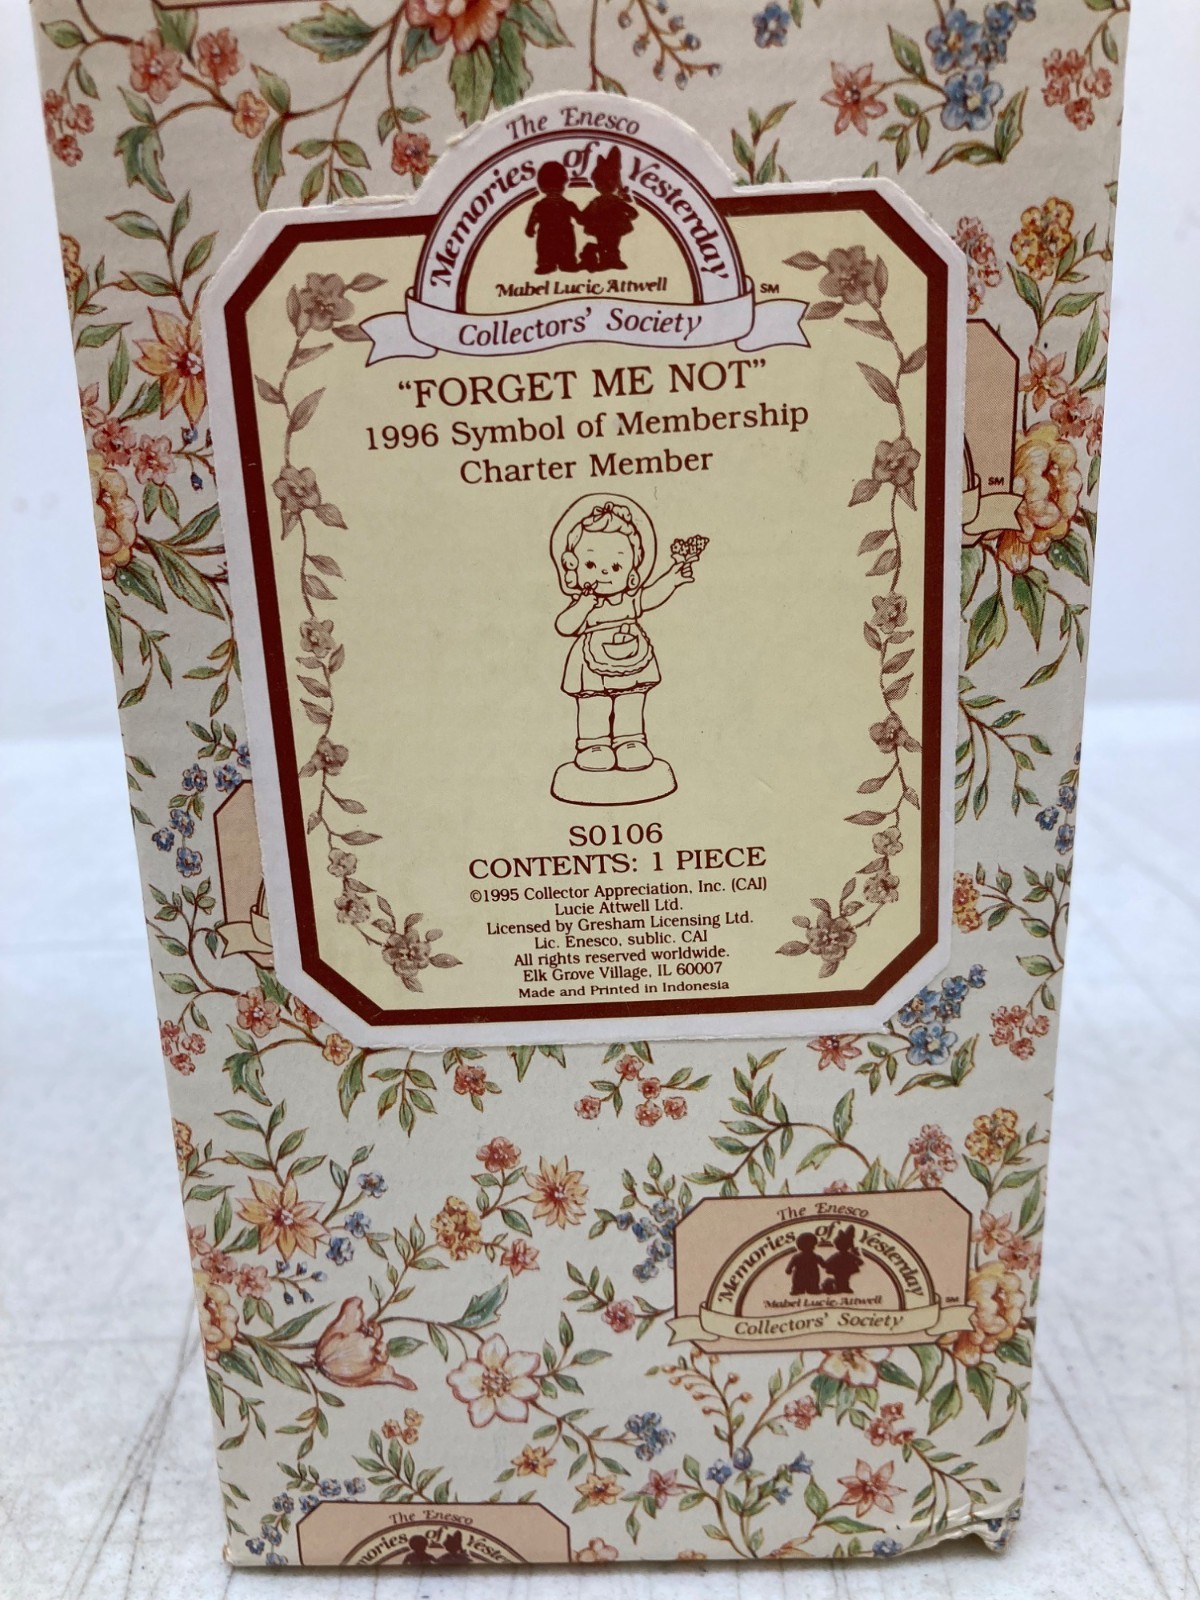 The Enesco
Memories of Yesterday
Mabel Lucie Attwell
SM
Collectors' Society
"FORGET ME NOT"
1996 Symbol of Membership
Charter Member
S0106
CONTENTS: 1 PIECE
©1995 Collector Appreciation, Inc. (CAI)
Lucie Attwell Ltd.
Licensed by Gresham Licensing Ltd.
Lic. Enesco, sublic. CAI
All rights reserved worldwide.
Elk Grove Village, IL 60007
Made and Printed in Indonesia
SM
The Enesco
Memories of Yesterday
Mabel Lucie Attwell
SM
Collectors' Society
The Enesco
mories of Yeste